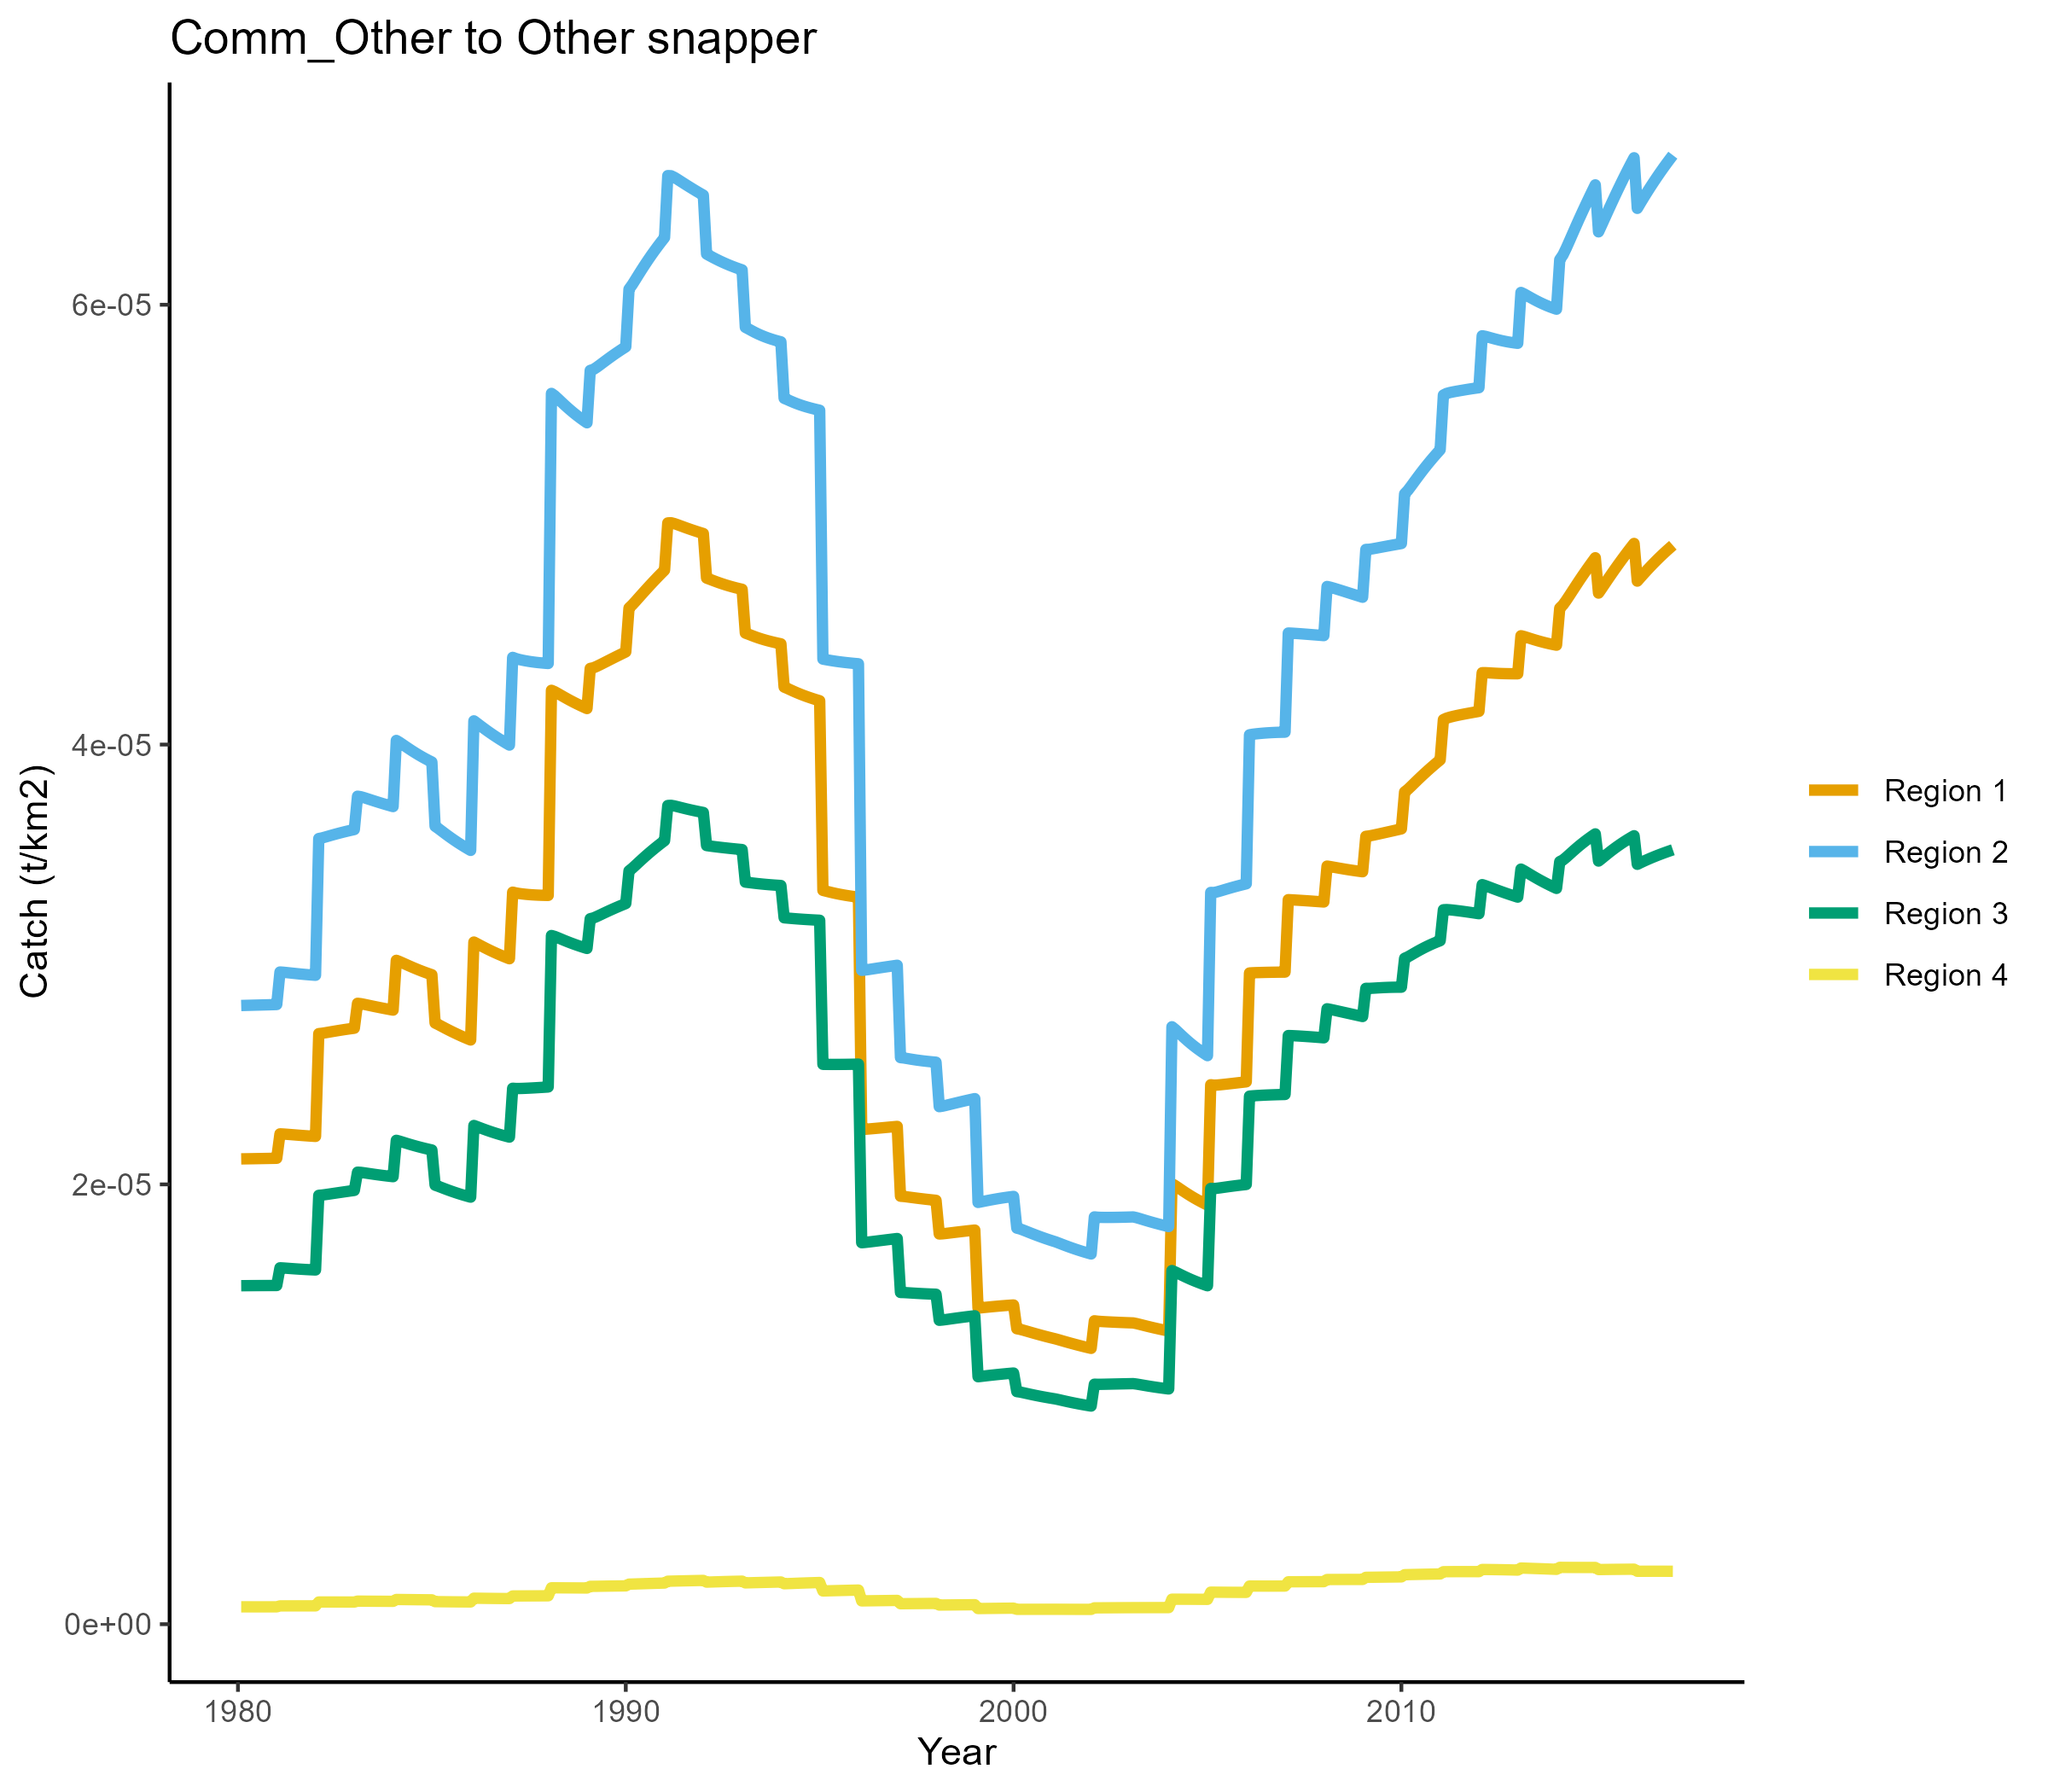 Comm_Other to Other snapper
Catch (tt/km2)
6e-05
4e-05
2e-05
0e+00
1980
1990
2000
2010
Year
Region 1
Region 2
Region 3
Region 4